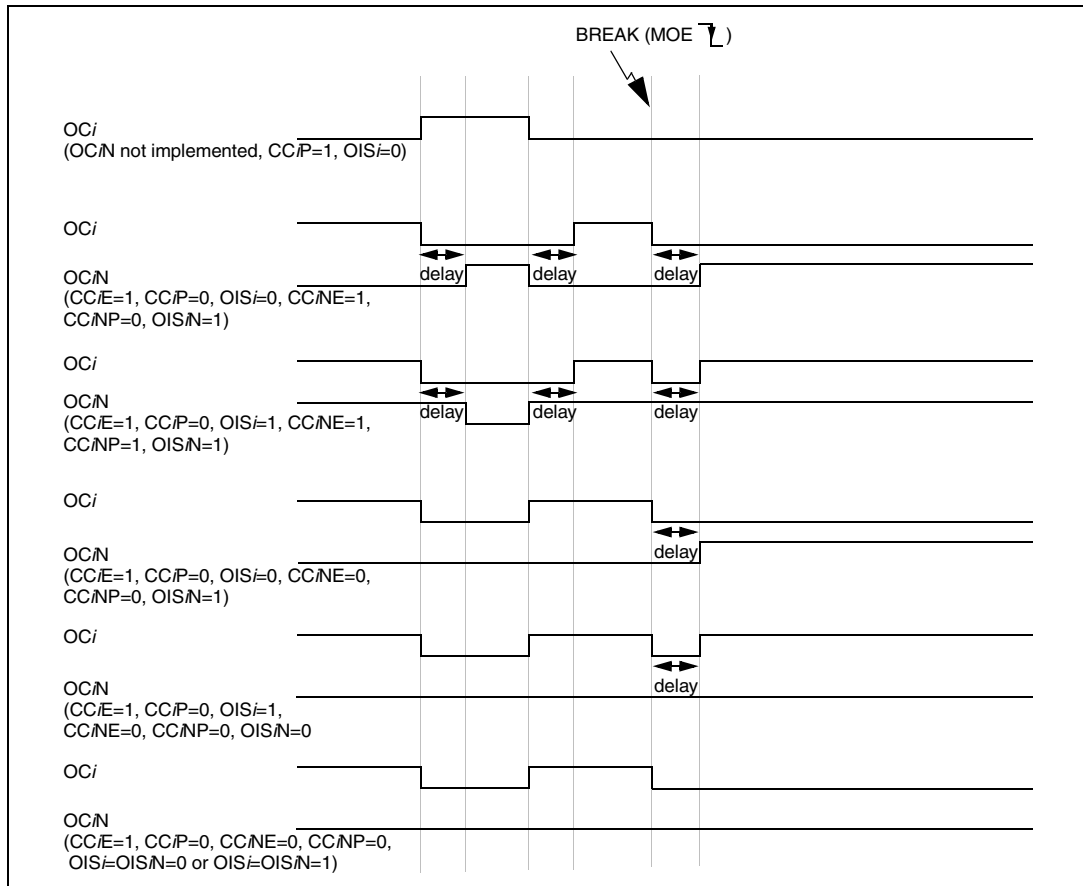 BREAK (MOE )
OCi
(OCiN not implemented, CCiP=1, OISi=0)
OCi
delay delay delay
OCiN
(CCiE=1, CCiP=0, OISi=0, CCiNE=1,
CCiNP=0, OISiN=1)
OCi
OCiN
delay delay delay
(CCiE=1, CCiP=0, OISi=1, CCiNE=1,
CCiNP=1, OISiN=1)
OCi
OCiN
delay
(CCiE=1, CCiP=0, OISi=0, CCiNE=0,
CCiNP=0, OISiN=1)
OCi
OCiN
delay
(CCiE=1, CCiP=0, OISi=1,
CCiNE=0, CCiNP=0, OISiN=0
OCi
OCiN
(CCiE=1, CCiP=0, CCiNE=0, CCiNP=0,
OISi=OISiN=0 or OISi=OISiN=1)